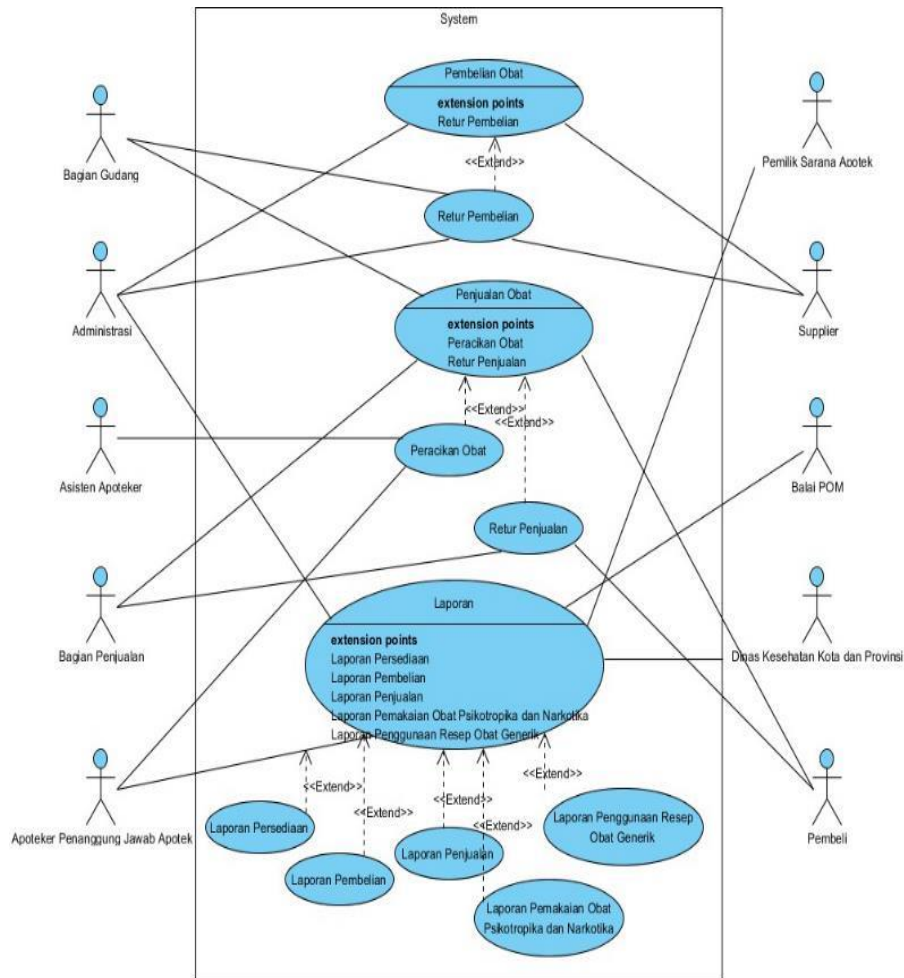 System
Pembelian Obat
extension points
Retur Pembelian
<<Extend>>
Bagian Gudang
Pemilik Sarana Apotek
Retur Pembelian
Administrasi
Supplier
Penjualan Obat
extension points
Peracikan Obat
Retur Penjualan
<<Extend>>
<<Extend>>
Asisten Apoteker
Peracikan Obat
Balai POM
Retur Penjualan
Bagian Penjualan
Dinas Kesehatan Kota dan Provinsi
Laporan
extension points
Laporan Persediaan
Laporan Pembelian
Laporan Penjualan
Laporan Pemakaian Obat Psikotropika dan Narkotika
Laporan Penggunaan Resep Obat Generik
<<Extend>>
<<Extend>>
<<Extend>>
<<Extend>>
<<Extend>>
Apoteker Penanggung Jawab Apotek
Laporan Persediaan
Laporan Pembelian
Laporan Penjualan
Laporan Penggunaan Resep
Obat Generik
Pembeli
Laporan Pemakaian Obat
Psikotropika dan Narkotika